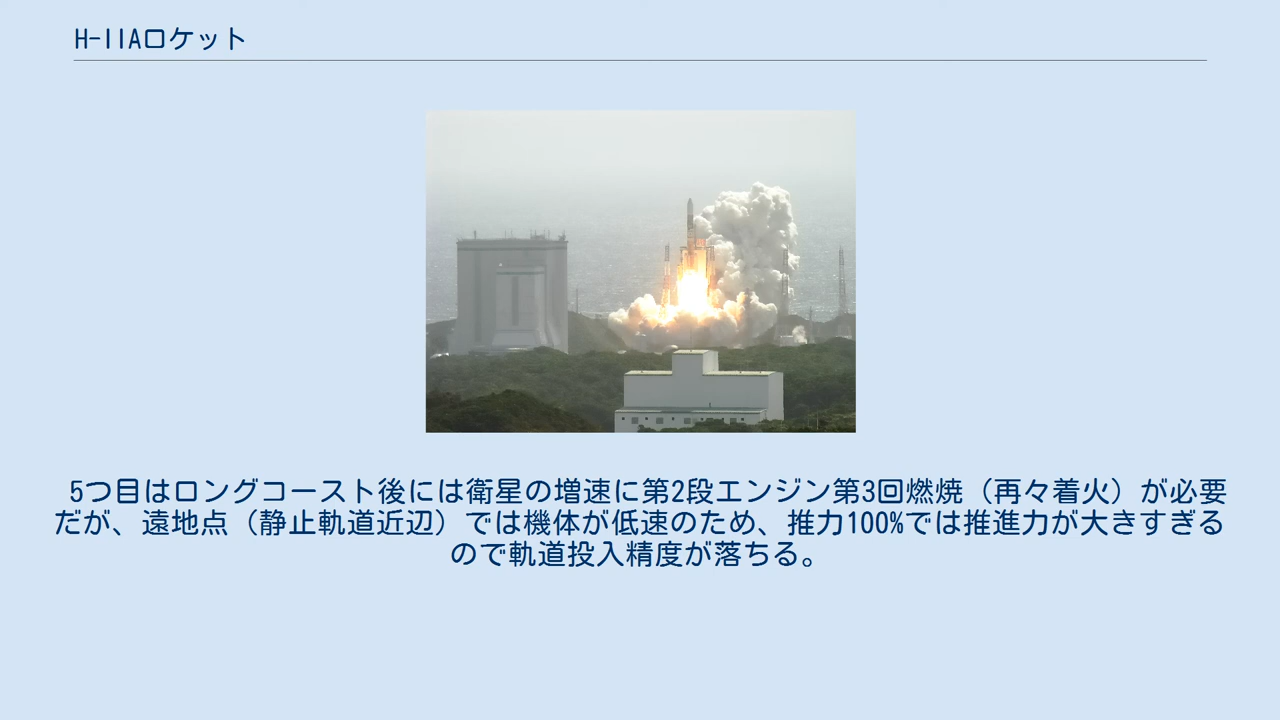 H-IIAロケット
5つ目はロングコースト後には衛星の増速に第2段エンジン第3回燃焼（再々着火）が必要
だが、遠地点（静止軌道近辺）では機体が低速のため、推力100%では推進力が大きすぎる
ので軌道投入精度が落ちる。